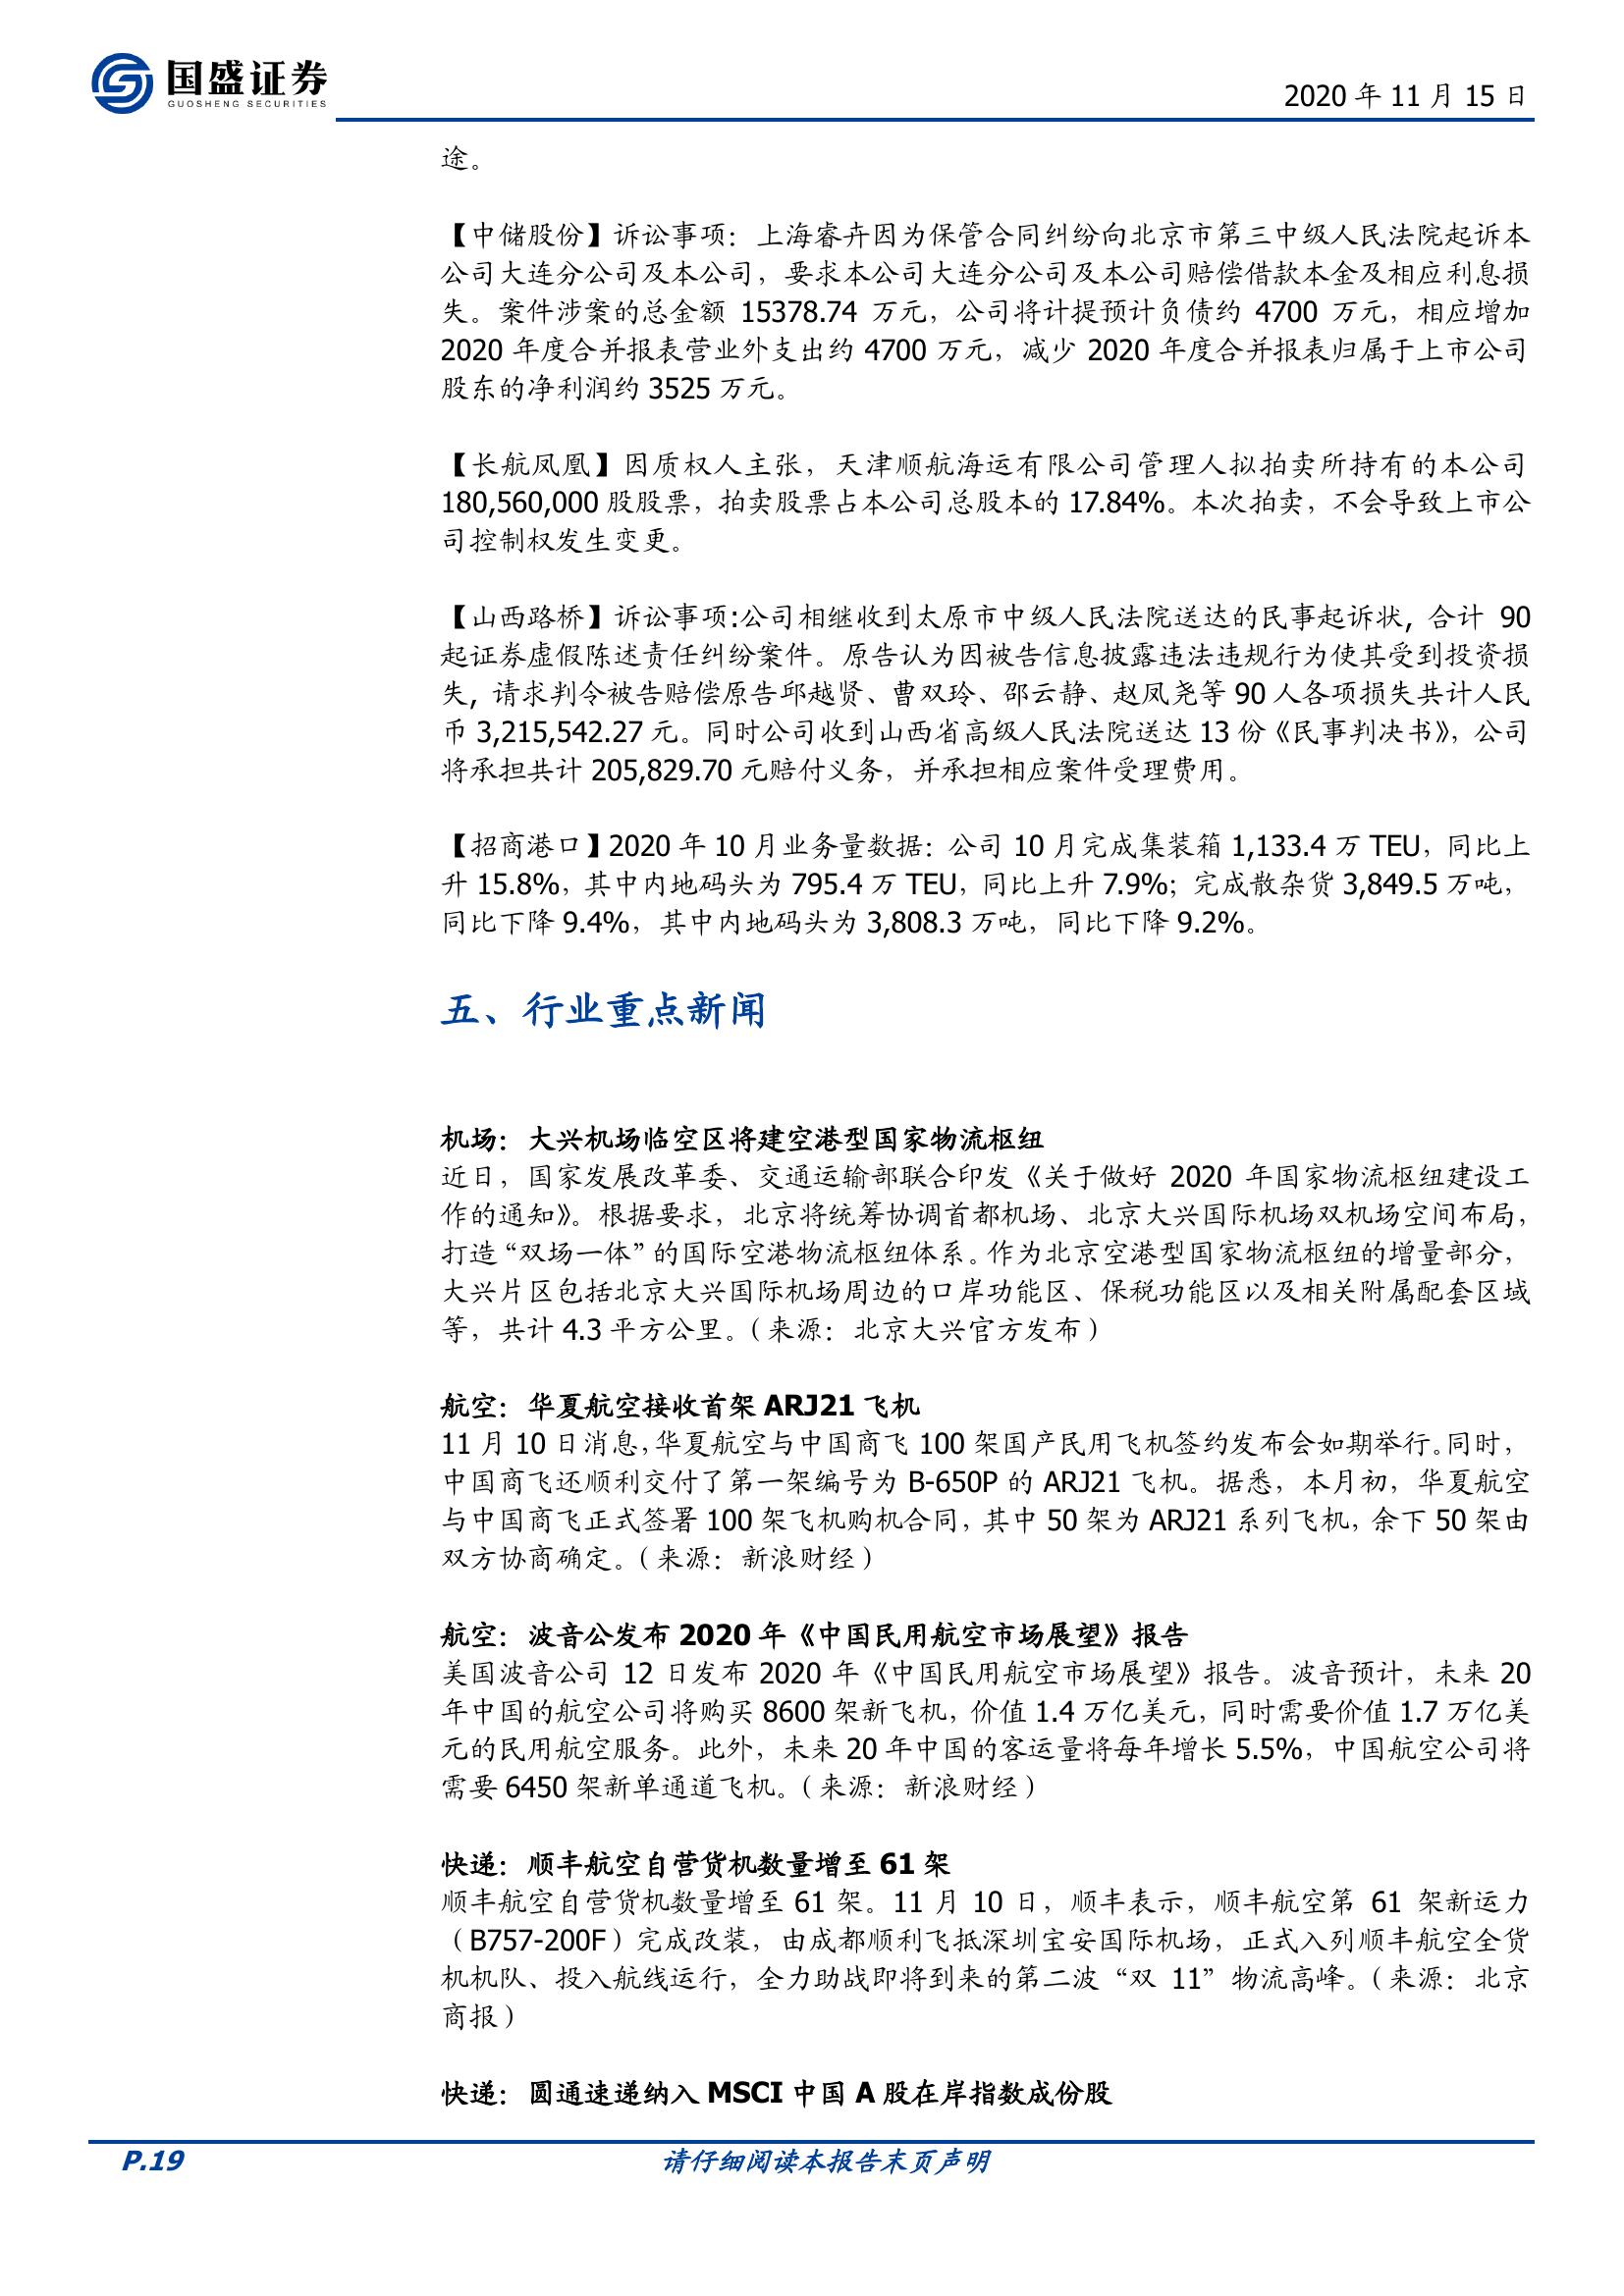 国盛证券
GUOSHENG SECURITIES
2020 年 11 月 15 日
途。
【中储股份】诉讼事项：上海睿卉因为保管合同纠纷向北京市第三中级人民法院起诉本
公司大连分公司及本公司，要求本公司大连分公司及本公司赔偿借款本金及相应利息损
失。案件涉案的总金额 15378.74 万元，公司将计提预计负债约 4700 万元，相应增加
2020 年度合并报表营业外支出约 4700 万元，减少 2020 年度合并报表归属于上市公司
股东的净利润约 3525 万元。
【长航凤凰】因质权人主张，天津顺航海运有限公司管理人拟拍卖所持有的本公司
180,560,000 股股票，拍卖股票占本公司总股本的 17.84%。本次拍卖，不会导致上市公
司控制权发生变更。
【山西路桥】诉讼事项:公司相继收到太原市中级人民法院送达的民事起诉状，合计 90
起证券虚假陈述责任纠纷案件。原告认为因被告信息披露违法违规行为使其受到投资损
失，请求判令被告赔偿原告邱越贤、曹双玲、邵云静、赵凤尧等 90 人各项损失共计人民
币 3,215,542.27 元。同时公司收到山西省高级人民法院送达 13 份《民事判决书》，公司
将承担共计 205,829.70 元赔付义务，并承担相应案件受理费用。
【招商港口】2020 年 10 月业务量数据：公司 10 月完成集装箱 1,133.4 万 TEU，同比上
升 15.8%，其中内地码头为 795.4 万 TEU，同比上升 7.9%；完成散杂货 3,849.5 万吨，
同比下降 9.4%，其中内地码头为 3,808.3 万吨，同比下降 9.2%。
五、行业重点新闻
机场：大兴机场临空区将建空港型国家物流枢纽
近日，国家发展改革委、交通运输部联合印发《关于做好 2020 年国家物流枢纽建设工
作的通知》。根据要求，北京将统筹协调首都机场、北京大兴国际机场双机场空间布局，
打造“双场一体”的国际空港物流枢纽体系。作为北京空港型国家物流枢纽的增量部分，
大兴片区包括北京大兴国际机场周边的口岸功能区、保税功能区以及相关附属配套区域
等，共计 4.3 平方公里。（来源：北京大兴官方发布）
航空：华夏航空接收首架 ARJ21 飞机
11 月 10 日消息，华夏航空与中国商飞 100 架国产民用飞机签约发布会如期举行。同时，
中国商飞还顺利交付了第一架编号为 B-650P 的 ARJ21 飞机。据悉，本月初，华夏航空
与中国商飞正式签署 100 架飞机购机合同，其中 50 架为 ARJ21 系列飞机，余下 50 架由
双方协商确定。（来源：新浪财经）
航空：波音公发布 2020 年《中国民用航空市场展望》报告
美国波音公司 12 日发布 2020 年《中国民用航空市场展望》报告。波音预计，未来 20
年中国的航空公司将购买 8600 架新飞机，价值 1.4 万亿美元，同时需要价值 1.7 万亿美
元的民用航空服务。此外，未来 20 年中国的客运量将每年增长 5.5%，中国航空公司将
需要 6450 架新单通道飞机。（来源：新浪财经）
快递：顺丰航空自营货机数量增至 61 架
顺丰航空自营货机数量增至 61 架。11 月 10 日，顺丰表示，顺丰航空第 61 架新运力
（B757-200F）完成改装，由成都顺利飞抵深圳宝安国际机场，正式入列顺丰航空全货
机机队、投入航线运行，全力助战即将到来的第二波“双 11”物流高峰。（来源：北京
商报）
快递：圆通速递纳入 MSCI 中国 A 股在岸指数成份股
P.19
请仔细阅读本报告末页声明